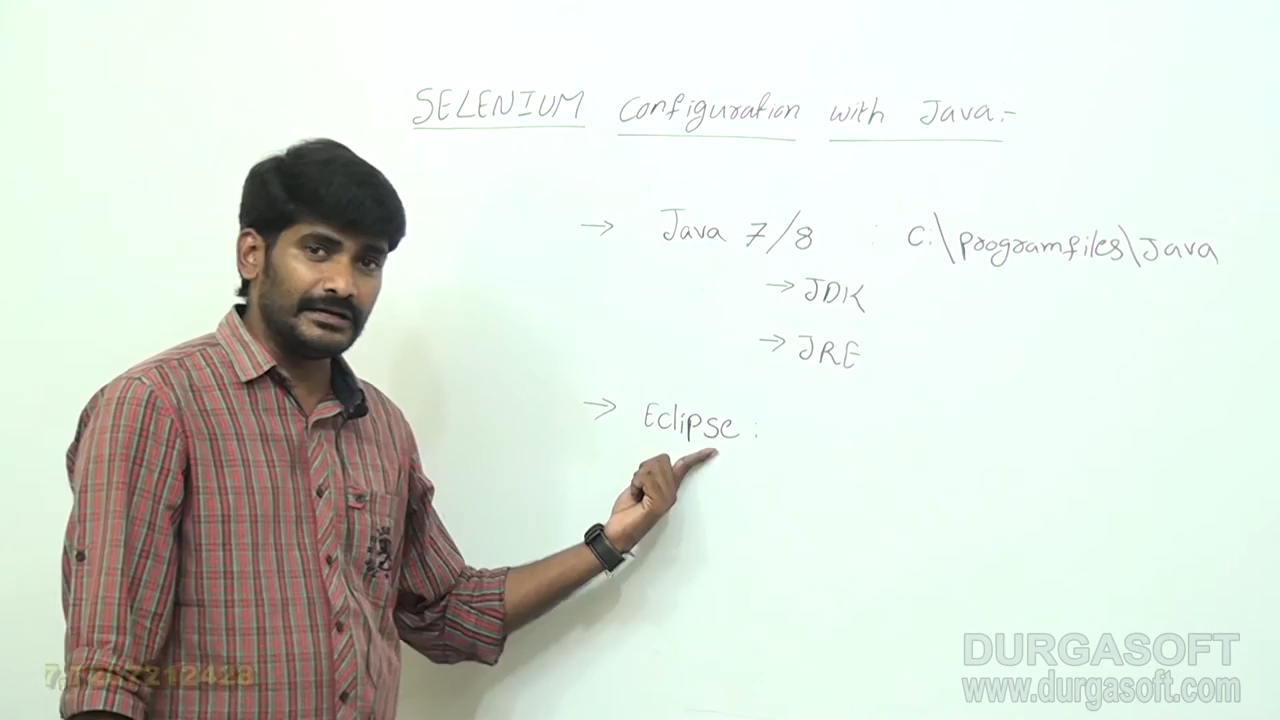 SELENIUM Configuration with Java:-
→ Java 7/8 : C:\programfiles\Java
→ JDK
→ JRE
→ Eclipse :
DURGASOFT
www.durgasoft.com